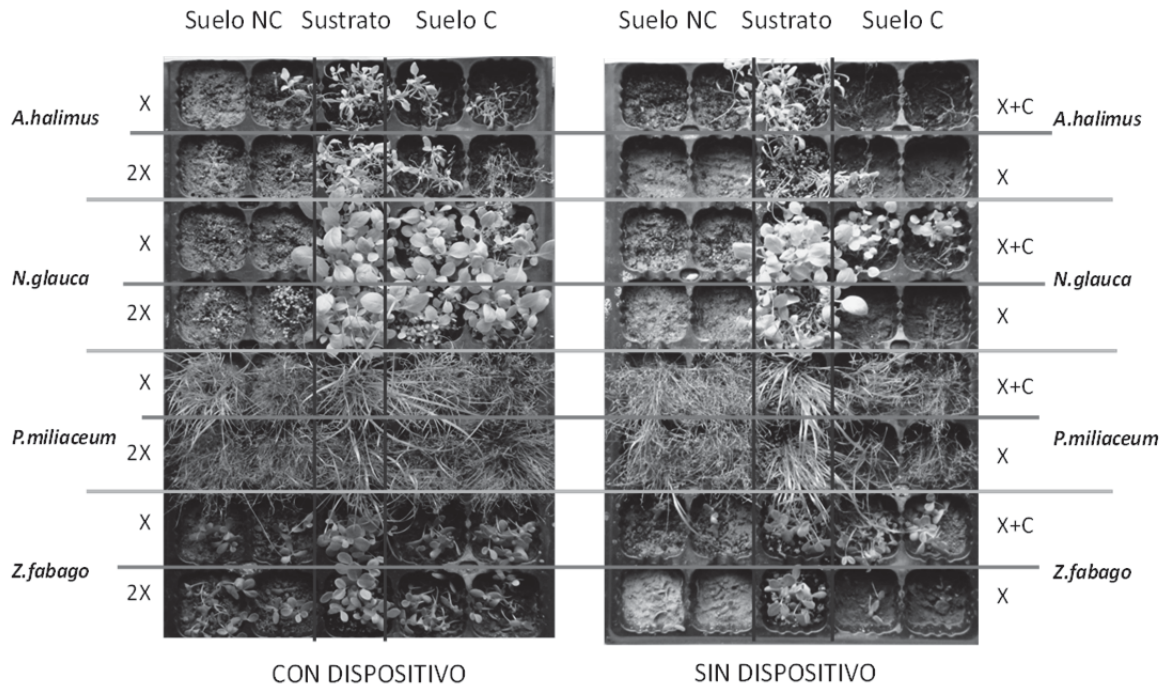 Suelo NC Sustrato Suelo C Suelo NC Sustrato Suelo C
A.halimus X X+C A.halimus
2X X
N.glauca X X+C N.glauca
2X X
P.miliaceum X X+C P.miliaceum
2X X
Z.fabago X X+C Z.fabago
2X X
CON DISPOSITIVO SIN DISPOSITIVO